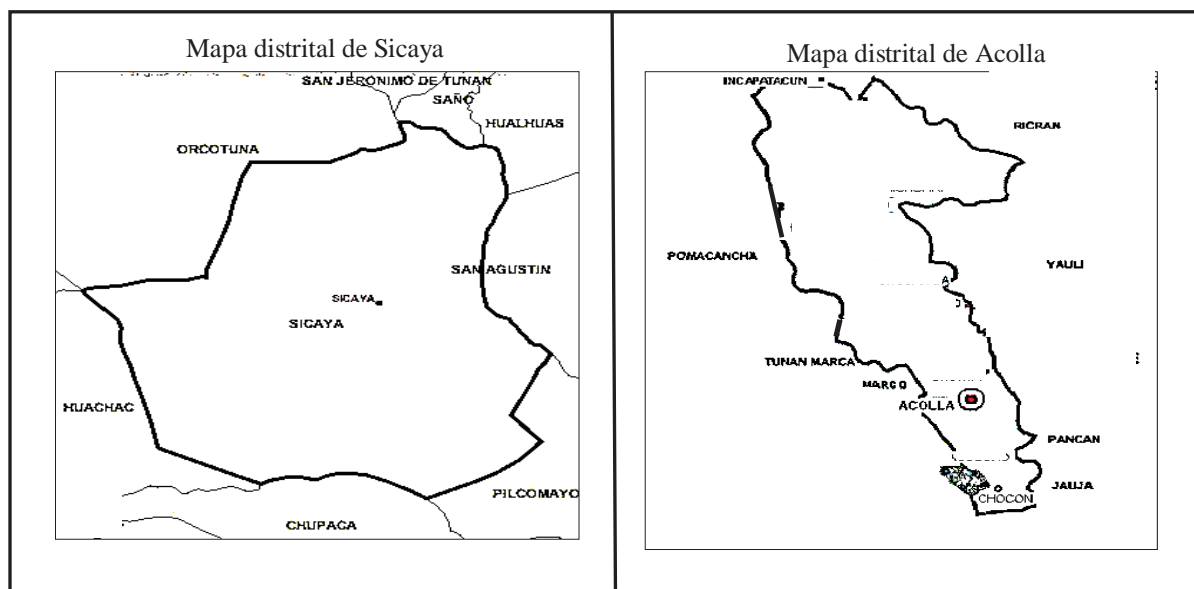 Mapa distrital de Sicaya
SAN JERONIMO DE TUNAN
SAÑO
HUALHUAS
ORCOTUNA
SAN AGUSTIN
SICAYA
SICAYA
HUACHAC
PILCOMAYO
CHUPACA
Mapa distrital de Acolla
INCAPATACUN
RICRAN
POMACANCHA
YAULI
TUNAN MARCA
MARCO
ACOLLA
PANCAN
JAUJA
CHOCON